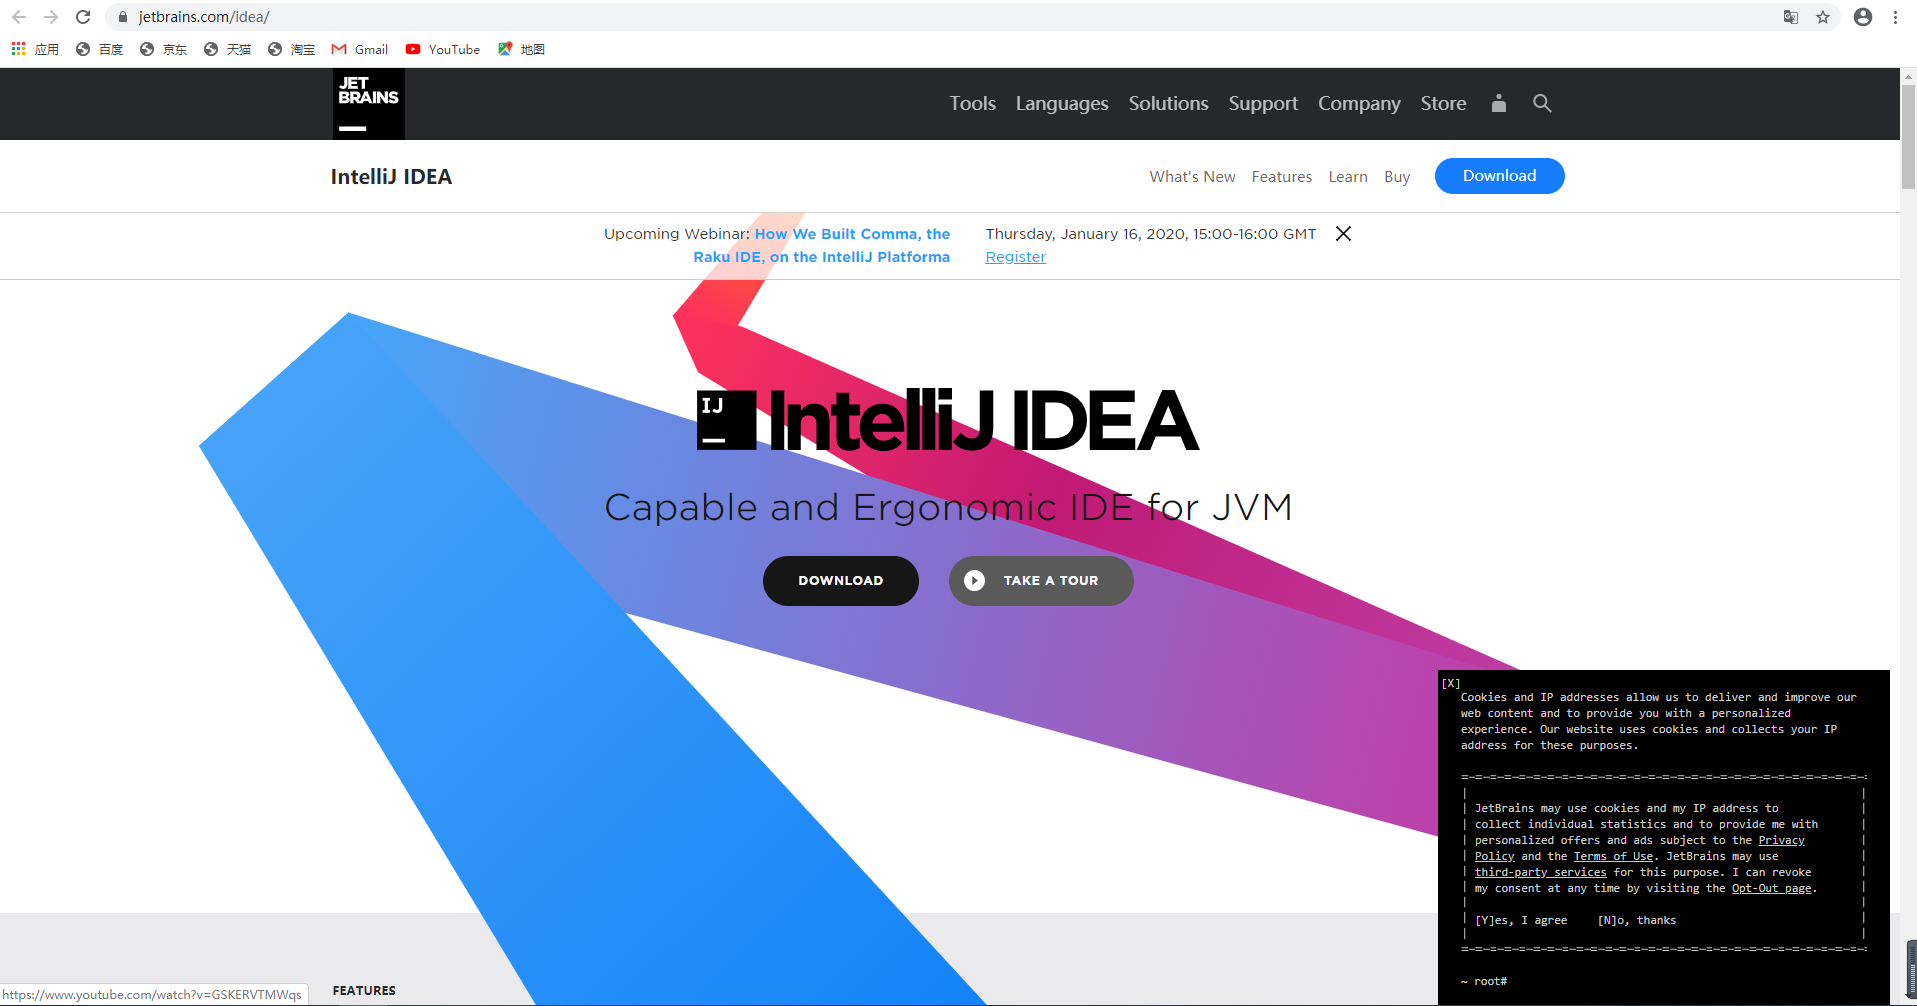 jetbrains.com/idea/
应用 百度 京东 天猫 淘宝 Gmail YouTube 地图
JET
BRAINS
Tools Languages Solutions Support Company Store
IntelliJ IDEA
What's New Features Learn Buy Download
Upcoming Webinar: How We Built Comma, the
Raku IDE, on the IntelliJ Platforma
Thursday, January 16, 2020, 15:00-16:00 GMT
Register
IJ
IntelliJ IDEA
Capable and Ergonomic IDE for JVM
DOWNLOAD TAKE A TOUR
[X]
Cookies and IP addresses allow us to deliver and improve our
web content and to provide you with a personalized
experience. Our website uses cookies and collects your IP
address for these purposes.
JetBrains may use cookies and my IP address to
collect individual statistics and to provide me with
personalized offers and ads subject to the Privacy
Policy and the Terms of Use. JetBrains may use
third-party services for this purpose. I can revoke
my consent at any time by visiting the Opt-Out page.
[Y]es, I agree [N]o, thanks
~ root#
FEATURES
https://www.youtube.com/watch?v=GSKERVTMWqs